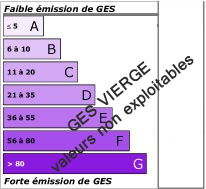 Faible émission de GES
≤ 5 A
6 à 10 B
11 à 20 C
21 à 35 D
36 à 55 E
56 à 80 F
> 80 G
Forte émission de GES
GES VIERGE
valeurs non exploitables